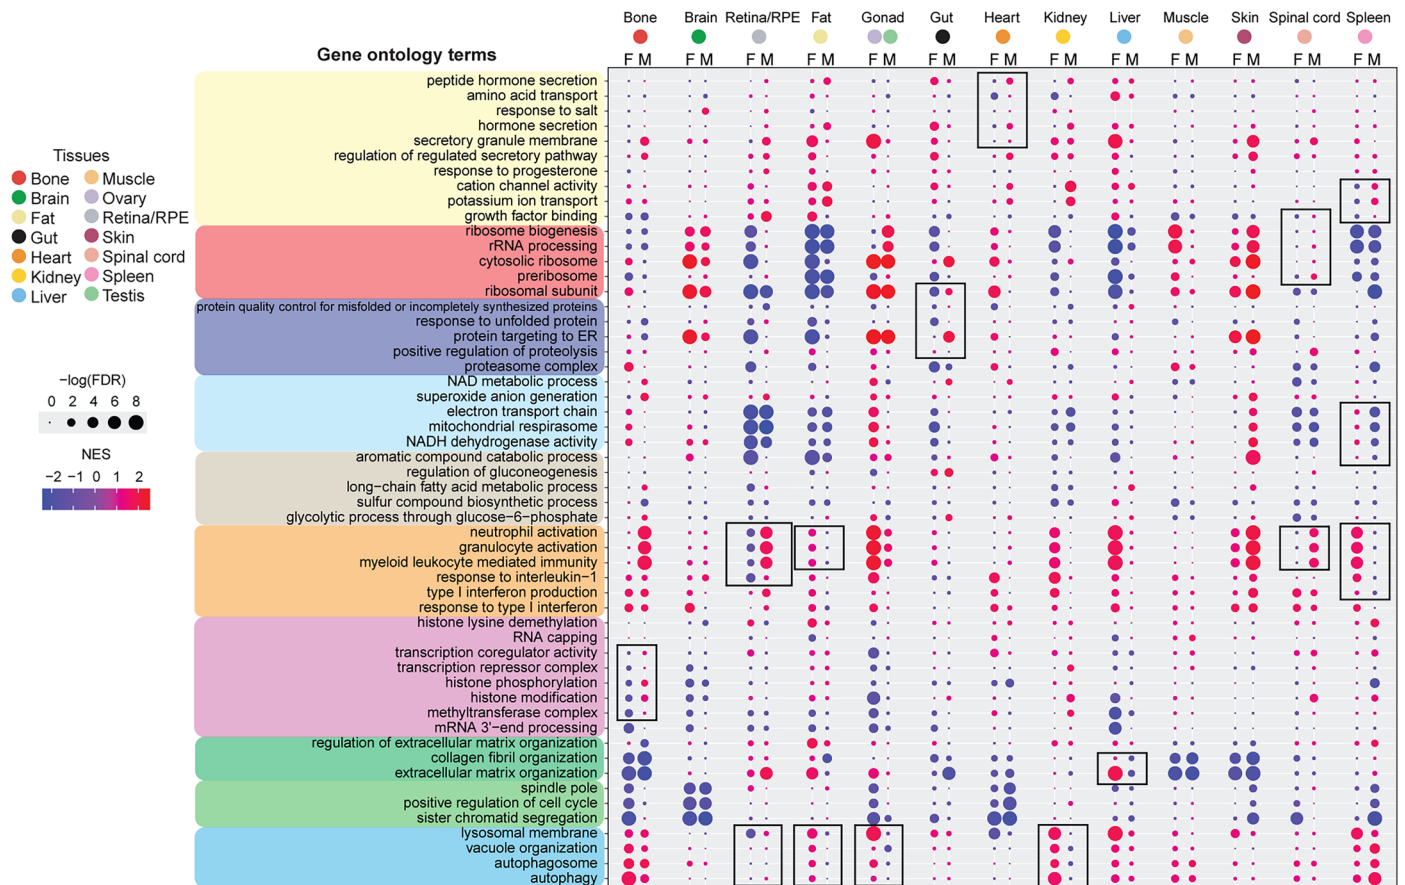 Bone Brain Retina/RPE Fat Gonad Gut Heart Kidney Liver Muscle Skin Spinal cord Spleen
Gene ontology terms
F M F M F M F M F M F M F M F M F M F M F M F M F M
peptide hormone secretion
amino acid transport
response to salt
hormone secretion
secretory granule membrane
regulation of regulated secretory pathway
response to progesterone
cation channel activity
potassium ion transport
growth factor binding
ribosome biogenesis
rRNA processing
cytosolic ribosome
preribosome
ribosomal subunit
protein quality control for misfolded or incompletely synthesized proteins
response to unfolded protein
protein targeting to ER
positive regulation of proteolysis
proteasome complex
NAD metabolic process
superoxide anion generation
electron transport chain
mitochondrial respirasome
NADH dehydrogenase activity
aromatic compound catabolic process
regulation of gluconeogenesis
long−chain fatty acid metabolic process
sulfur compound biosynthetic process
glycolytic process through glucose−6−phosphate
neutrophil activation
granulocyte activation
myeloid leukocyte mediated immunity
response to interleukin−1
type I interferon production
response to type I interferon
histone lysine demethylation
RNA capping
transcription coregulator activity
transcription repressor complex
histone phosphorylation
histone modification
methyltransferase complex
mRNA 3'−end processing
regulation of extracellular matrix organization
collagen fibril organization
extracellular matrix organization
spindle pole
positive regulation of cell cycle
sister chromatid segregation
lysosomal membrane
vacuole organization
autophagosome
autophagy
Tissues
Bone Muscle
Brain Ovary
Fat Retina/RPE
Gut Skin
Heart Spinal cord
Kidney Spleen
Liver Testis
−log(FDR)
0 2 4 6 8
NES
−2 −1 0 1 2